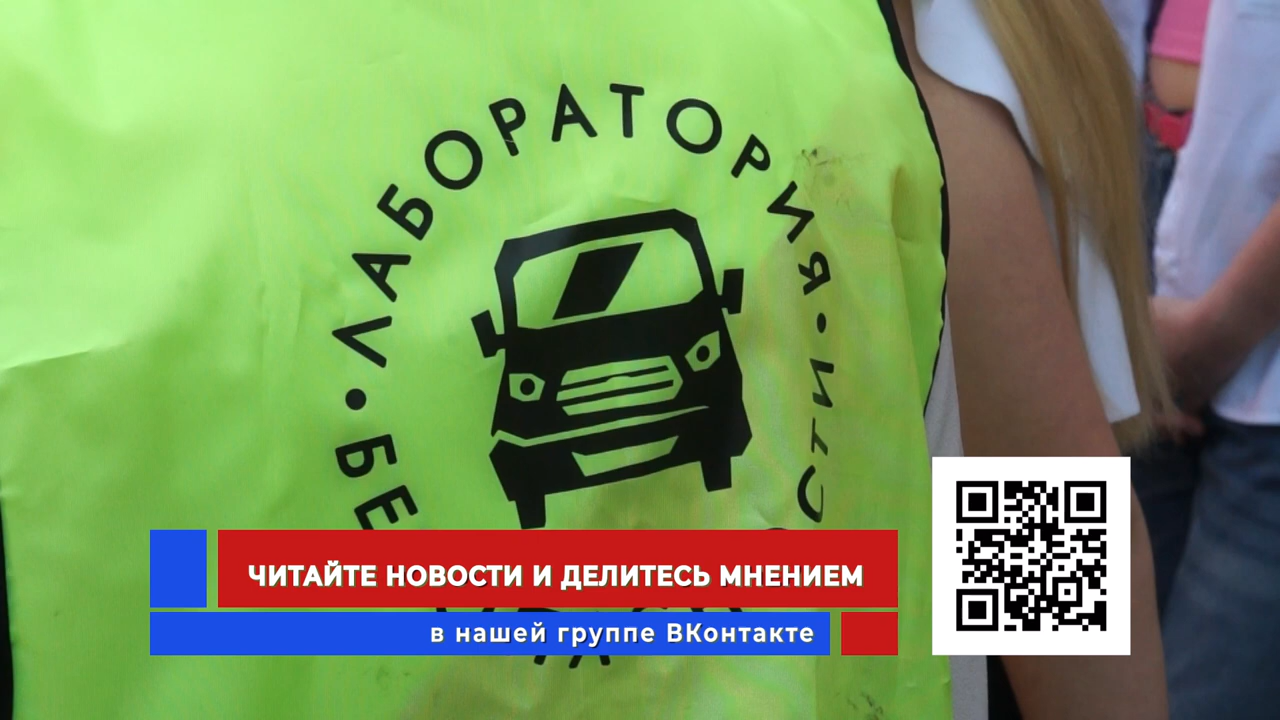 ЛАБОРАТОРИЯ
ЧИТАЙТЕ НОВОСТИ И ДЕЛИТЕСЬ МНЕНИЕМ
в нашей группе ВКонтакте